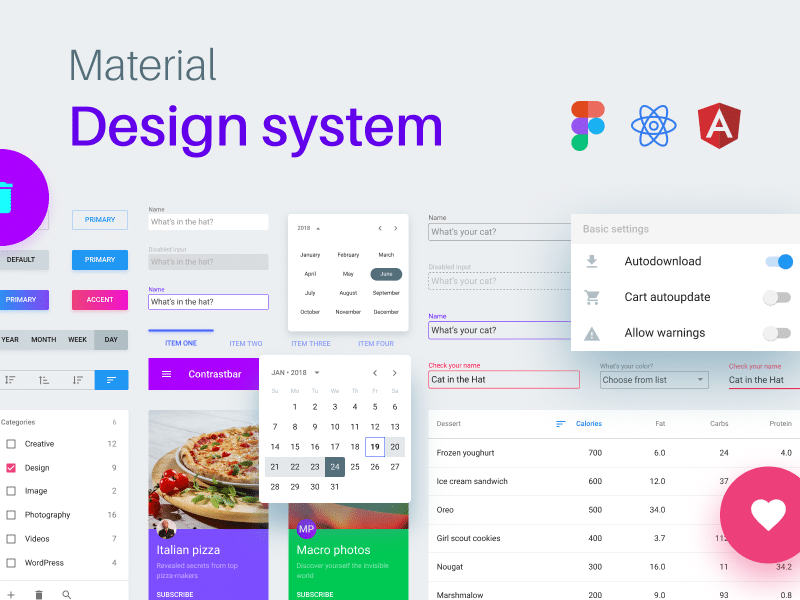 Material
Design system
PRIMARY
DEFAULT
PRIMARY
PRIMARY
ACCENT
YEAR MONTH WEEK DAY
Categories 6
Creative 12
Design 9
Image 2
Photography 16
Videos 7
WordPress 4
Name
What's in the hat?
Disabled input
What's in the hat?
Name
What's in the hat?
ITEM ONE ITEM TWO ITEM THREE ITEM FOUR
Contrastbar
2018
January February March
April May June
July August September
October November December
JAN • 2018
Su Mo Tu We Th Fr Sa
1 2 3 4 5 6
7 8 9 10 11 12 13
14 15 16 17 18 19 20
21 22 23 24 25 26 27
28 29 30 31
Italian pizza
Revealed secrets from top
pizza-makers
SUBSCRIBE
MP
Macro photos
Discover yourself the invisible
world
SUBSCRIBE
Name
What's your cat?
Disabled input
What's your cat?
Name
What's your cat?
Check your name
Cat in the Hat
What's your color?
Choose from list
Check your name
Cat in the Hat
Basic settings
Autodownload
Cart autoupdate
Allow warnings
Dessert Calories Fat Carbs Protein
Frozen youghurt 700 6.0 24 4.0
Ice cream sandwich 600 12.0 37
Oreo 500 34.0
Girl scout cookies 400 3.7
Nougat 300 16.0 11 34.2
Marshmalow 200 9.0 93 0.8